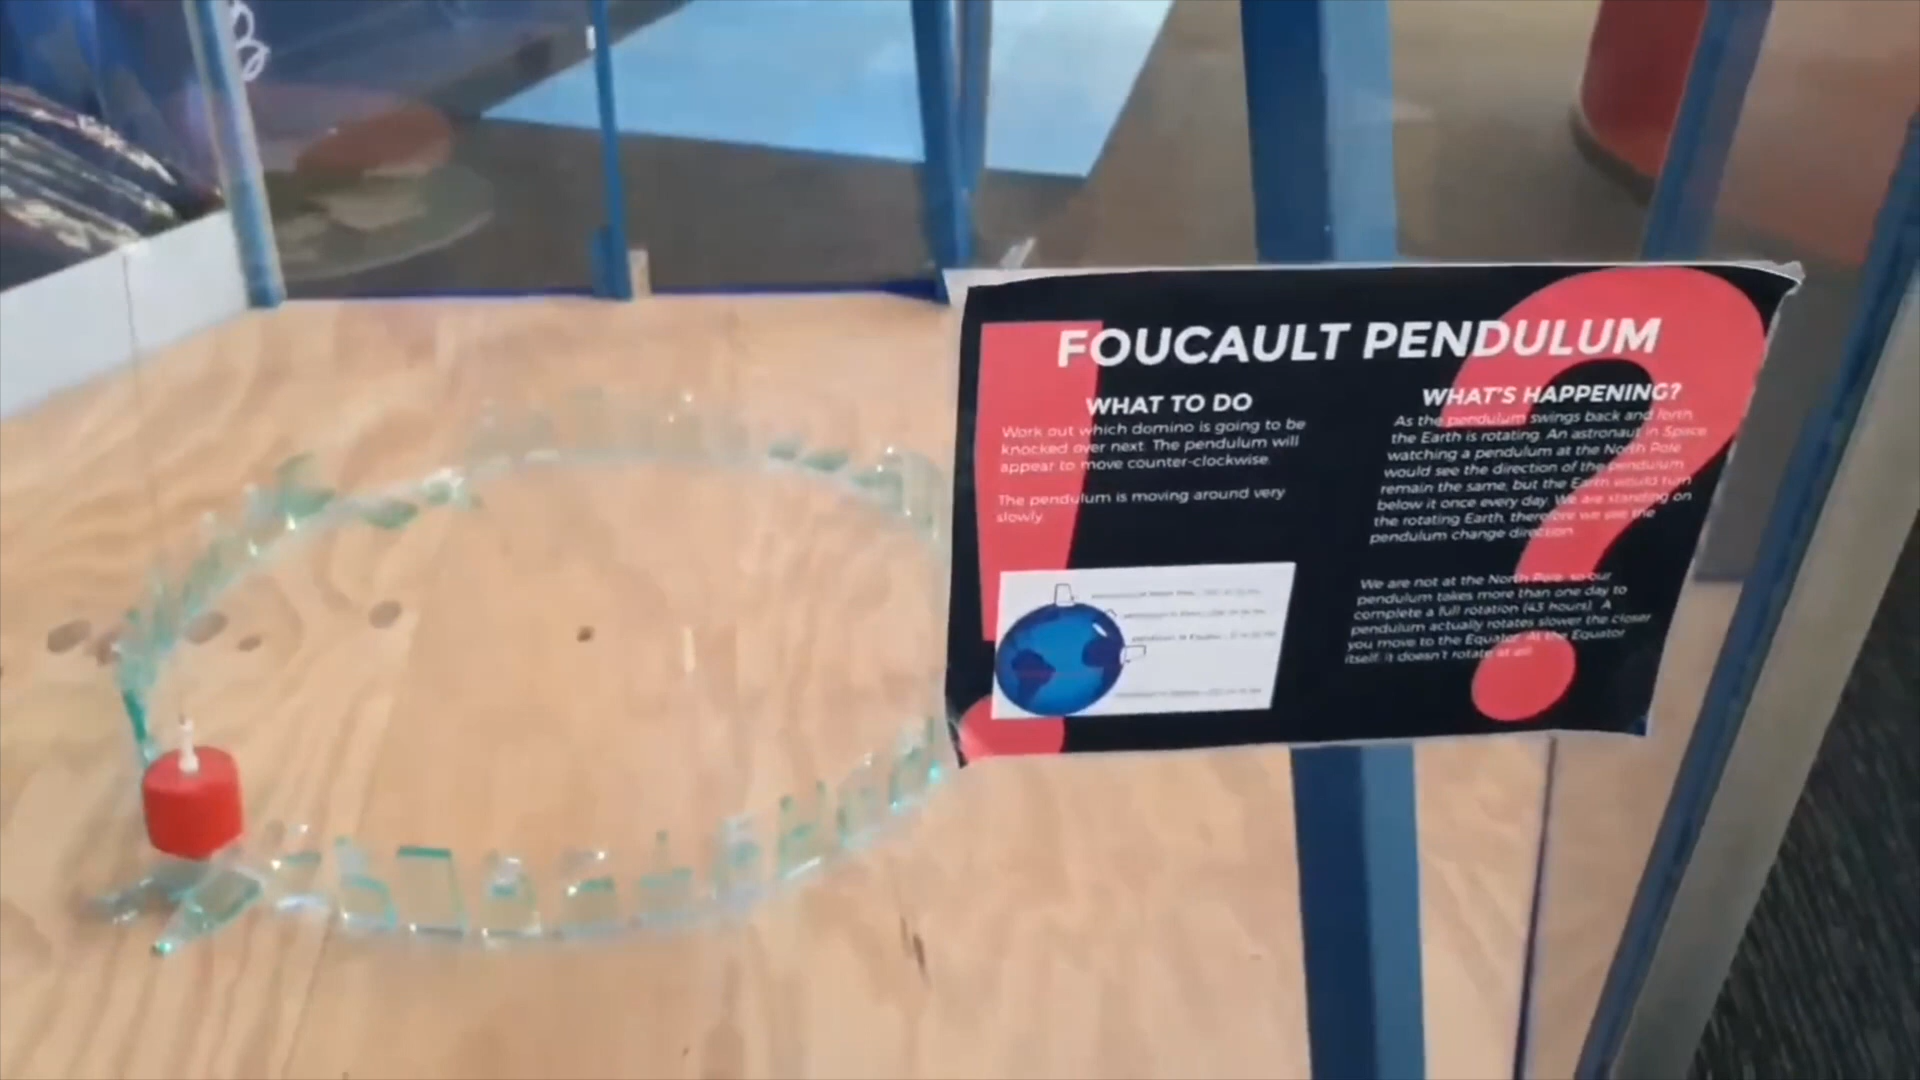 FOUCAULT PENDULUM
WHAT TO DO
Work out which domino is going to be
knocked over next. The pendulum will
appear to move counter-clockwise.
The pendulum is moving around very
slowly.
WHAT'S HAPPENING?
As the pendulum swings back and forth
the Earth is rotating. An astronaut in Space
watching a pendulum at the North Pole
would see the direction of the pendulum
remain the same, but the Earth would turn
below it once every day. We are standing on
the rotating Earth, therefore we see the
pendulum change direction.
We are not at the North Pole, so our
pendulum takes more than one day to
complete a full rotation (43 hours). A
pendulum actually rotates slower the closer
you move to the Equator. At the Equator
itself, it doesn't rotate at all.